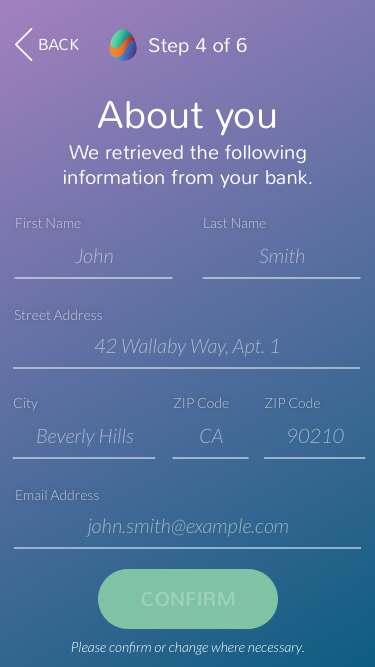 BACK Step 4 of 6
About you
We retrieved the following
information from your bank.
First Name Last Name
John Smith
Street Address
42 Wallaby Way, Apt. 1
City ZIP Code ZIP Code
Beverly Hills CA 90210
Email Address
john.smith@example.com
CONFIRM
Please confirm or change where necessary.